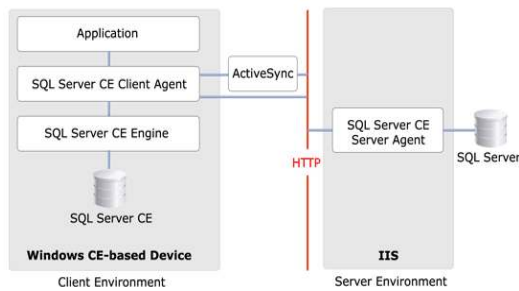 Application
SQL Server CE Client Agent
ActiveSync
SQL Server CE Engine
SQL Server CE
Windows CE-based Device
Client Environment
HTTP
SQL Server CE
Server Agent
SQL Server
IIS
Server Environment